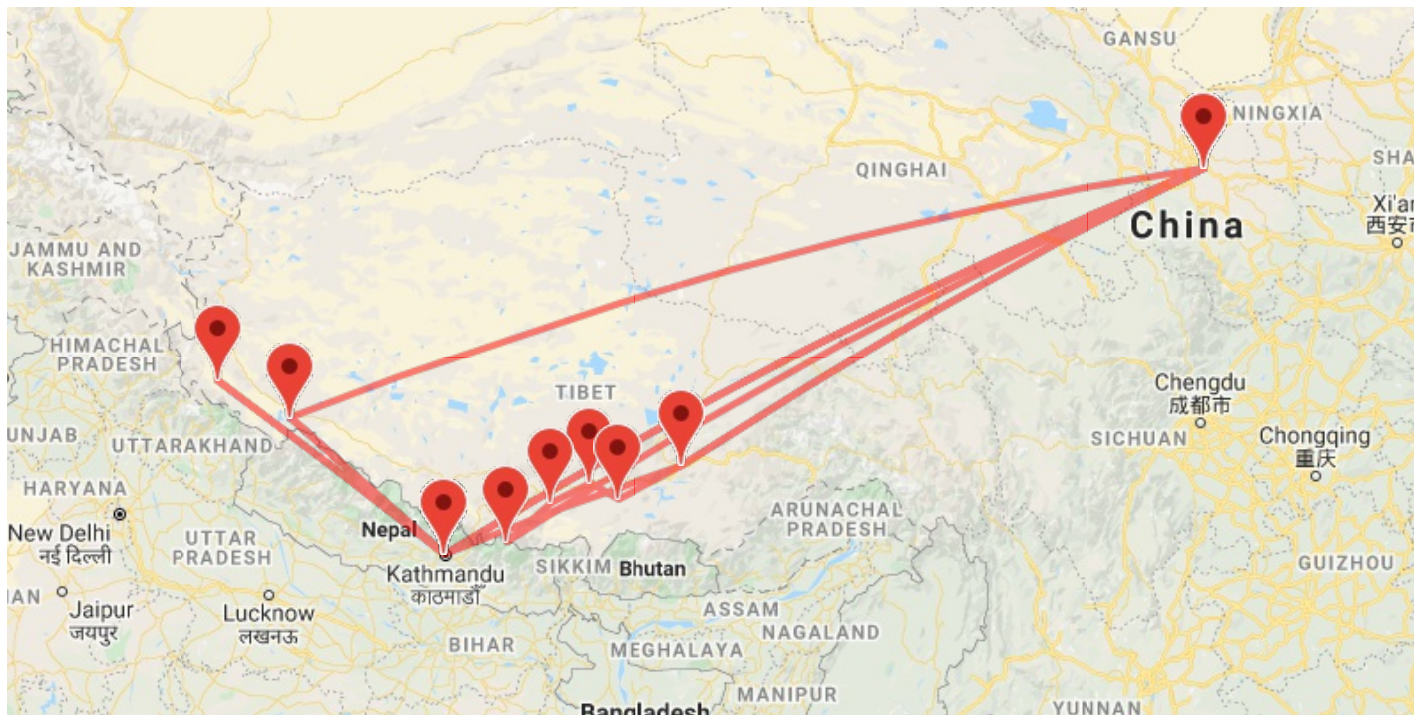 GANSU
NINGXIA
QINGHAI
SHA
Xi'an
西安市
China
JAMMU AND
KASHMIR
HIMACHAL
PRADESH
TIBET
Chengdu
成都市
UNJAB
UTTARAKHAND
SICHUAN
Chongqing
重庆
HARYANA
New Delhi
नई दिल्ली
UTTAR
PRADESH
Nepal
ARUNACHAL
PRADESH
Kathmandu
काठमाडौँ
SIKKIM
Bhutan
GUIZHOU
HAN
Jaipur
जयपुर
Lucknow
लखनऊ
ASSAM
NAGALAND
BIHAR
MEGHALAYA
MANIPUR
YUNNAN
Bangladesh